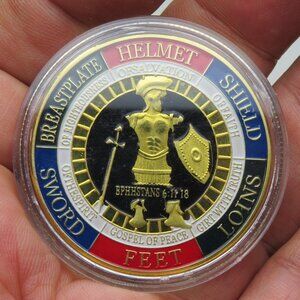 HELMET
OF SALVATION
SHIELD
OF FAITH
LOINS
GIRT WITH TRUTH
FEET
GOSPEL OF PEACE
SWORD
OF THE SPIRIT
BREASTPLATE
OF RIGHTEOUSNESS
EPHHSTANS 6-11 18